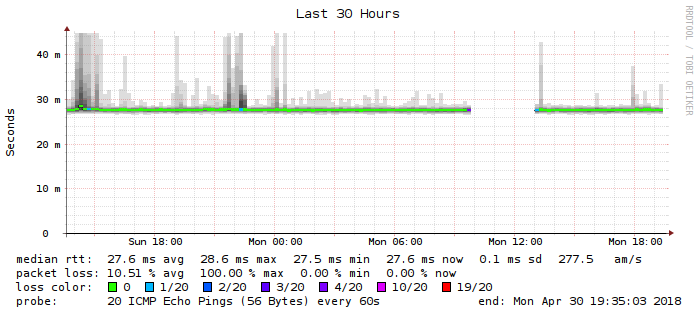 Last 30 Hours
RRDTOOL / TOBI OETIKER
Seconds
40 m
30 m
20 m
10 m
0
Sun 18:00 Mon 00:00 Mon 06:00 Mon 12:00 Mon 18:00
median rtt: 27.6 ms avg 28.6 ms max 27.5 ms min 27.6 ms now 0.1 ms sd 277.5 am/s
packet loss: 10.51 % avg 100.00 % max 0.00 % min 0.00 % now
loss color: 0 1/20 2/20 3/20 4/20 10/20 19/20
probe: 20 ICMP Echo Pings (56 Bytes) every 60s end: Mon Apr 30 19:35:03 2018